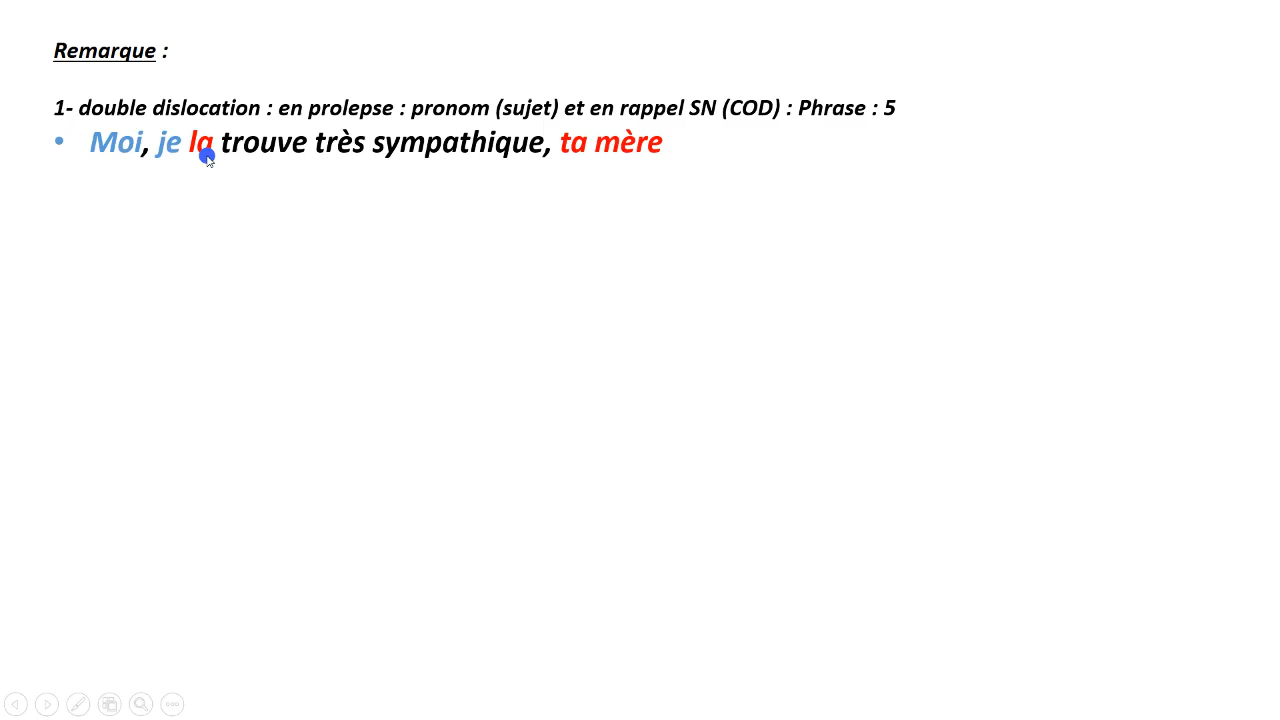 Remarque :
1- double dislocation : en prolepse : pronom (sujet) et en rappel SN (COD) : Phrase : 5
• Moi, je la trouve très sympathique, ta mère